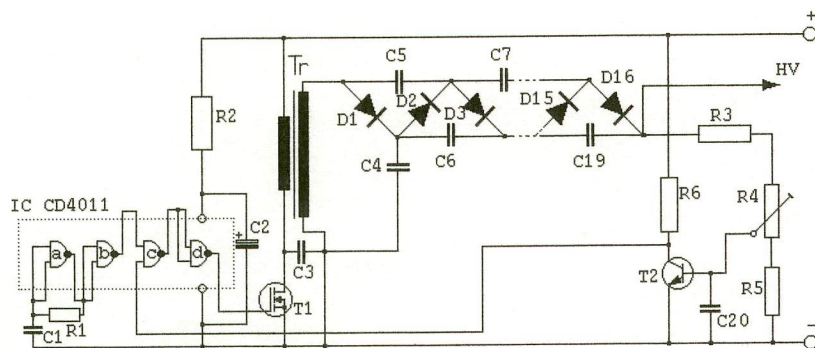 +
C5
C7
Tr
HV
D2
D15
D16
D1
D3
R2
R3
C4
C6
C19
R6
R4
IC CD4011
C2
+
a
b
c
d
C3
T2
R5
T1
R1
C1
C20
−